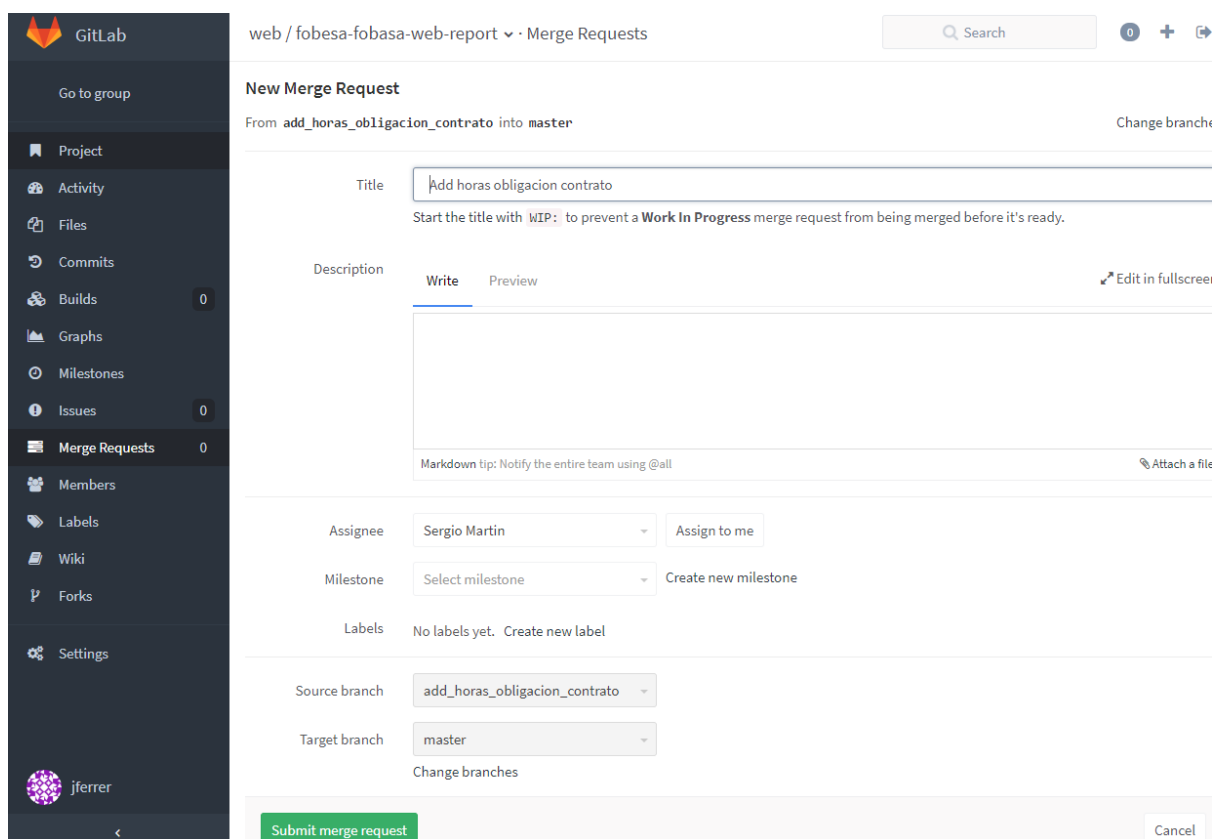 GitLab
web / fobesa-fobasa-web-report · Merge Requests
Search
0
Go to group
Project
Activity
Files
Commits
Builds 0
Graphs
Milestones
Issues 0
Merge Requests 0
Members
Labels
Wiki
Forks
Settings
jferrer
New Merge Request
From add_horas_obligacion_contrato into master
Change branche
Title
Add horas obligacion contrato
Start the title with WIP: to prevent a Work In Progress merge request from being merged before it's ready.
Description
Write Preview
Edit in fullscreen
Markdown tip: Notify the entire team using @all
Attach a file
Assignee
Sergio Martin
Assign to me
Milestone
Select milestone
Create new milestone
Labels
No labels yet. Create new label
Source branch
add_horas_obligacion_contrato
Target branch
master
Change branches
Submit merge request
Cancel